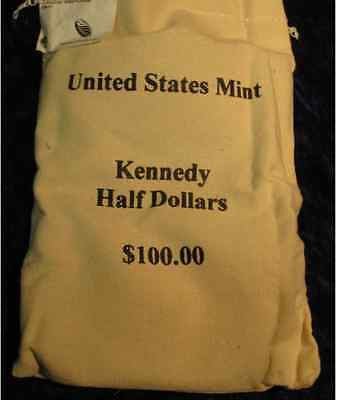 United States Mint
Kennedy
Half Dollars
$100.00